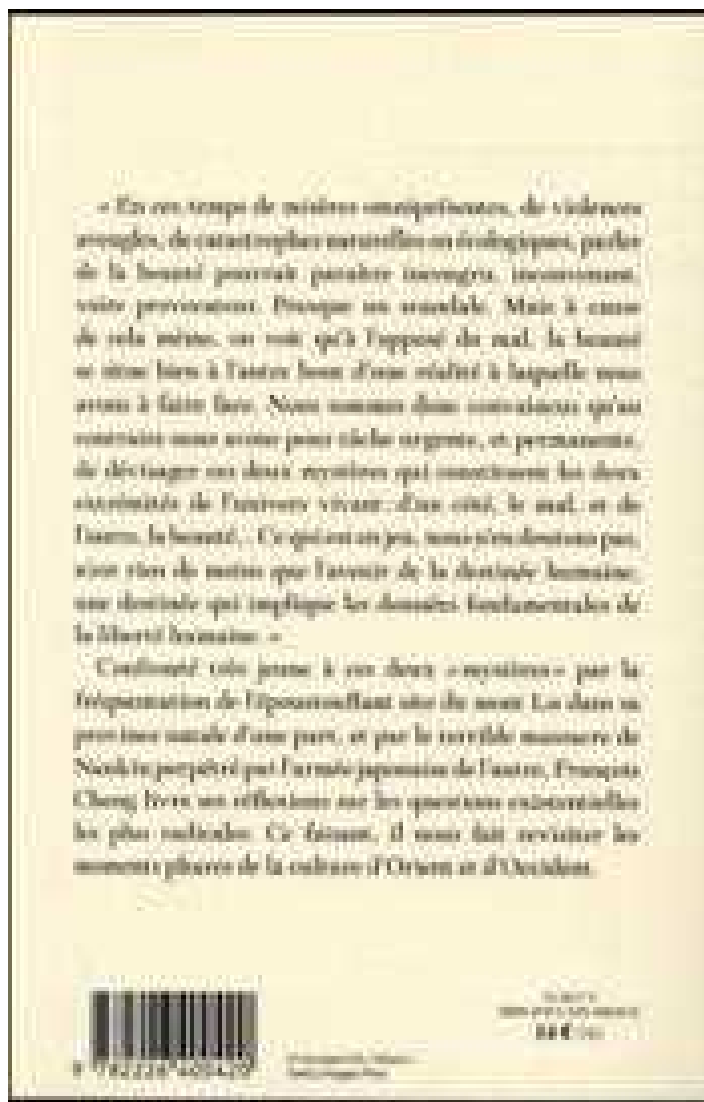 « En ces temps de misères omniprésentes, de violences
aveugles, de catastrophes naturelles ou écologiques, parler
de la beauté pourrait paraître incongru, inconvenant,
voire provocateur. Presque un scandale. Mais à cause
de cela même, on voit qu'à l'opposé du mal, la beauté
se situe bien à l'autre bout d'une réalité à laquelle nous
avons à faire face. Nous sommes donc convaincus qu'au
contraire nous avons pour tâche urgente, et permanente,
de dévisager ces deux mystères qui constituent les deux
extrémités de l'univers vivant: d'un côté, le mal, et de
l'autre, la beauté... Ce qui est en jeu, nous n'en doutons pas,
n'est rien de moins que l'avenir de la destinée humaine,
une destinée qui implique les données fondamentales de
la liberté humaine. »
Confronté très jeune à ces deux « mystères » par la
fréquentation de l'époustouflant site du mont Lu dans sa
province natale d'une part, et par le terrible massacre de
Nankin perpétré par l'armée japonaise de l'autre, François
Cheng livre ses réflexions sur les questions existentielles
les plus radicales. Ce faisant, il nous fait revisiter les
moments phares de la culture d'Orient et d'Occident.
9 782226 400420